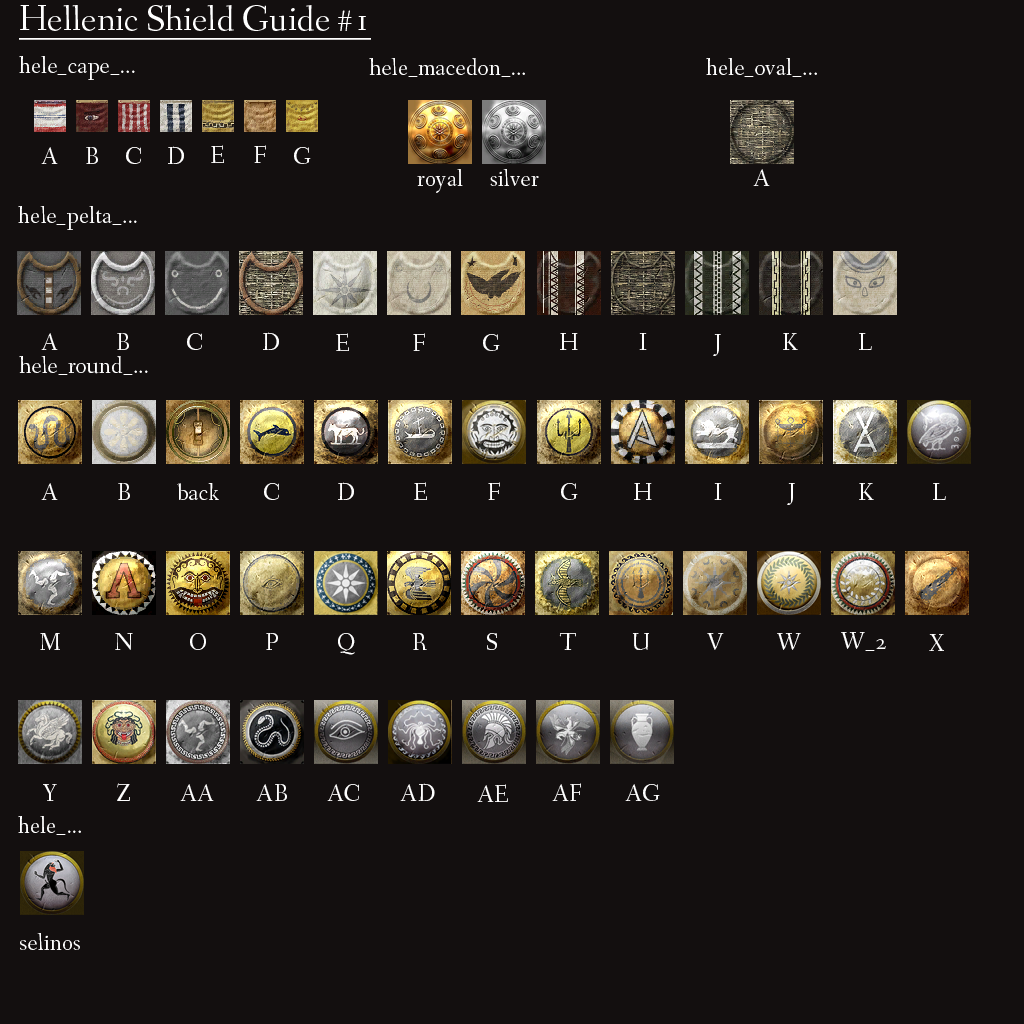 Hellenic Shield Guide #1
hele_cape_... hele_macedon_... hele_oval_...
A B C D E F G royal silver A
hele_pelta_...
A B C D E F G H I J K L
hele_round_...
A B back C D E F G H I J K L
M N O P Q R S T U V W W_2 X
Y Z AA AB AC AD AE AF AG
hele_...
selinos